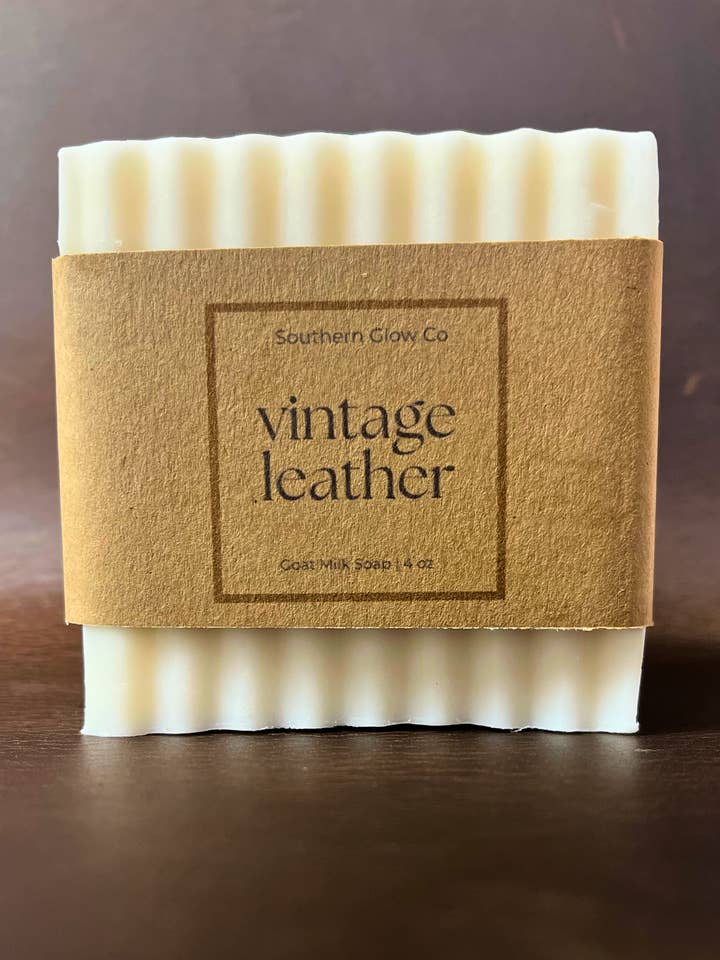 Southern Glow Co
vintage
leather
Goat Milk Soap | 4 oz